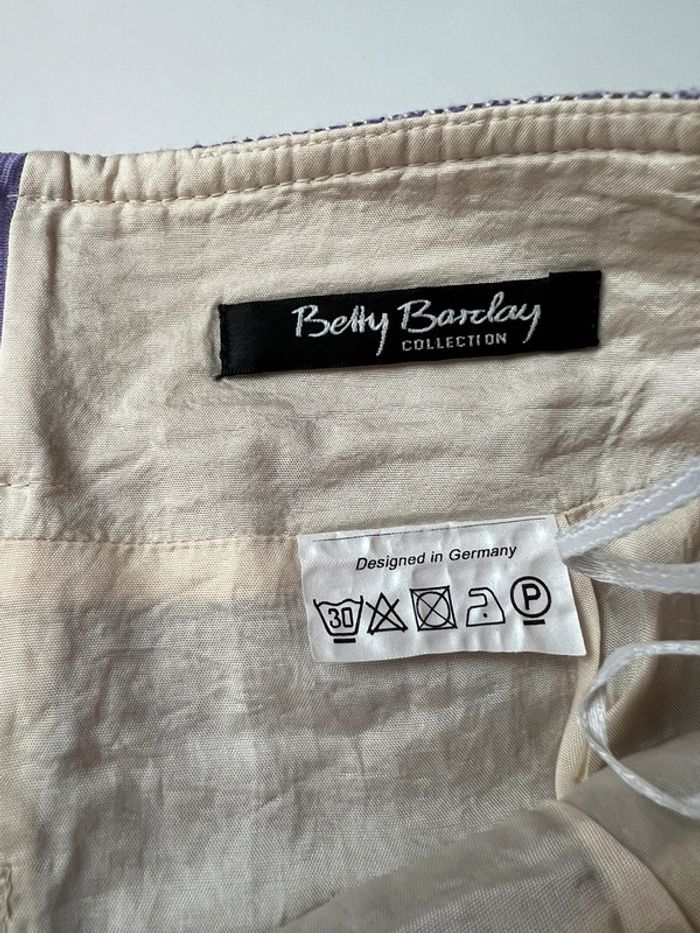 Betty Barclay
COLLECTION
Designed in Germany
30 P